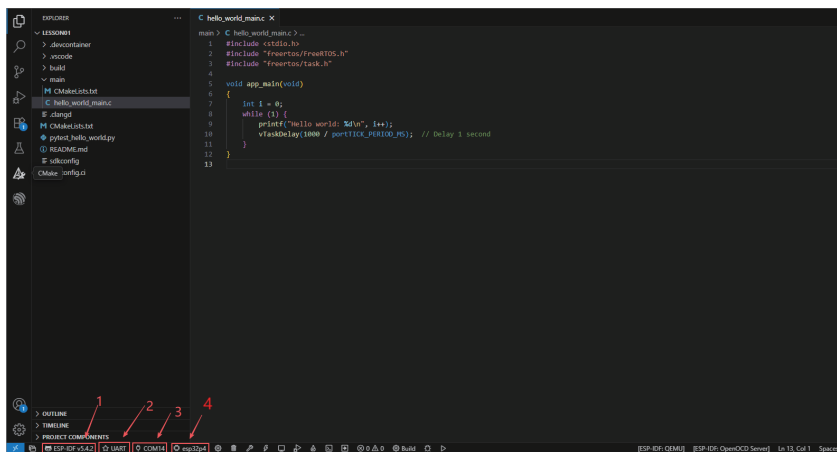 EXPLORER ...
LESSON01
.devcontainer
.vscode
build
main
CMakeLists.txt
hello_world_main.c
.clangd
CMakeLists.txt
pytest_hello_world.py
README.md
sdkconfig
CMake config.ci
OUTLINE
TIMELINE
PROJECT COMPONENTS
C hello_world_main.c ×
main > C hello_world_main.c > ...
1 #include <stdio.h>
2 #include "freertos/FreeRTOS.h"
3 #include "freertos/task.h"
4
5 void app_main(void)
6 {
7 int i = 0;
8 while (1) {
9 printf("Hello world: %d\n", i++);
10 vTaskDelay(1000 / portTICK_PERIOD_MS); // Delay 1 second
11 }
12 }
13
1 2 3 4
ESP-IDF v5.4.2 UART COM14 esp32p4 0 0 Build [ESP-IDF: QEMU] [ESP-IDF: OpenOCD Server] Ln 13, Col 1 Spaces